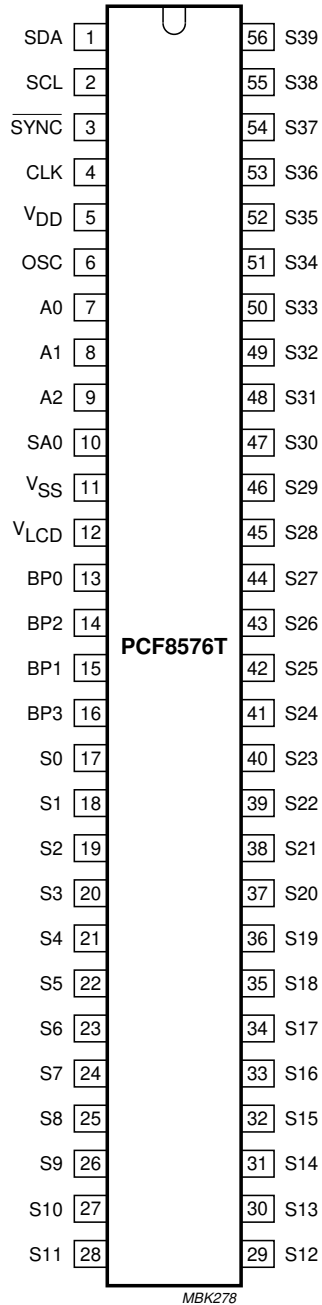 SDA 1 56 S39
SCL 2 55 S38
S̅Y̅N̅C̅ 3 54 S37
CLK 4 53 S36
VDD 5 52 S35
OSC 6 51 S34
A0 7 50 S33
A1 8 49 S32
A2 9 48 S31
SA0 10 47 S30
VSS 11 46 S29
VLCD 12 45 S28
BP0 13 44 S27
BP2 14 43 S26
PCF8576T
BP1 15 42 S25
BP3 16 41 S24
S0 17 40 S23
S1 18 39 S22
S2 19 38 S21
S3 20 37 S20
S4 21 36 S19
S5 22 35 S18
S6 23 34 S17
S7 24 33 S16
S8 25 32 S15
S9 26 31 S14
S10 27 30 S13
S11 28 29 S12
MBK278